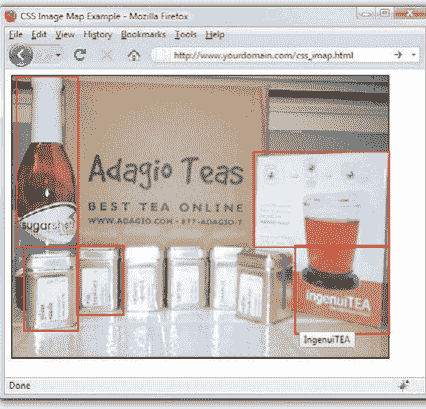 CSS Image Map Example - Mozilla Firefox
File Edit View History Bookmarks Tools Help
http://www.yourdomain.com/css_imap.html
Adagio Teas
BEST TEA ONLINE
WWW.ADAGIO.COM • 877-ADAGIO-T
sugarshell
IngenuiTEA
IngenuiTEA
Done